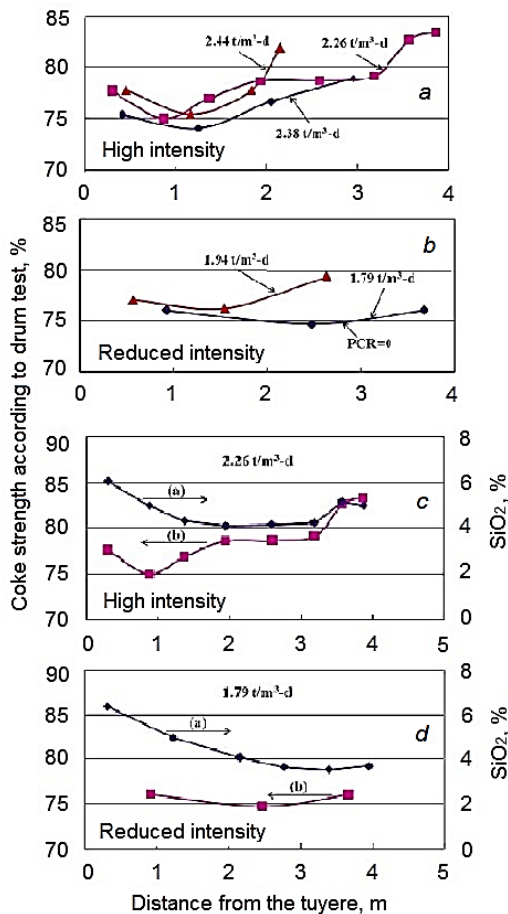 Coke strength according to drum test, %
85
80
75
70
2.44 t/m³-d
2.26 t/m³-d
2.38 t/m³-d
a
High intensity
0 1 2 3 4
85
80
75
70
b
1.94 t/m³-d
1.79 t/m³-d
PCR=0
Reduced intensity
0 1 2 3 4
90
85
80
75
70
2.26 t/m³-d
(a)
(b)
c
High intensity
8
6
4
2
0
SiO₂, %
0 1 2 3 4 5
90
85
80
75
70
1.79 t/m³-d
(a)
(b)
d
Reduced intensity
8
6
4
2
0
SiO₂, %
0 1 2 3 4 5
Distance from the tuyere, m